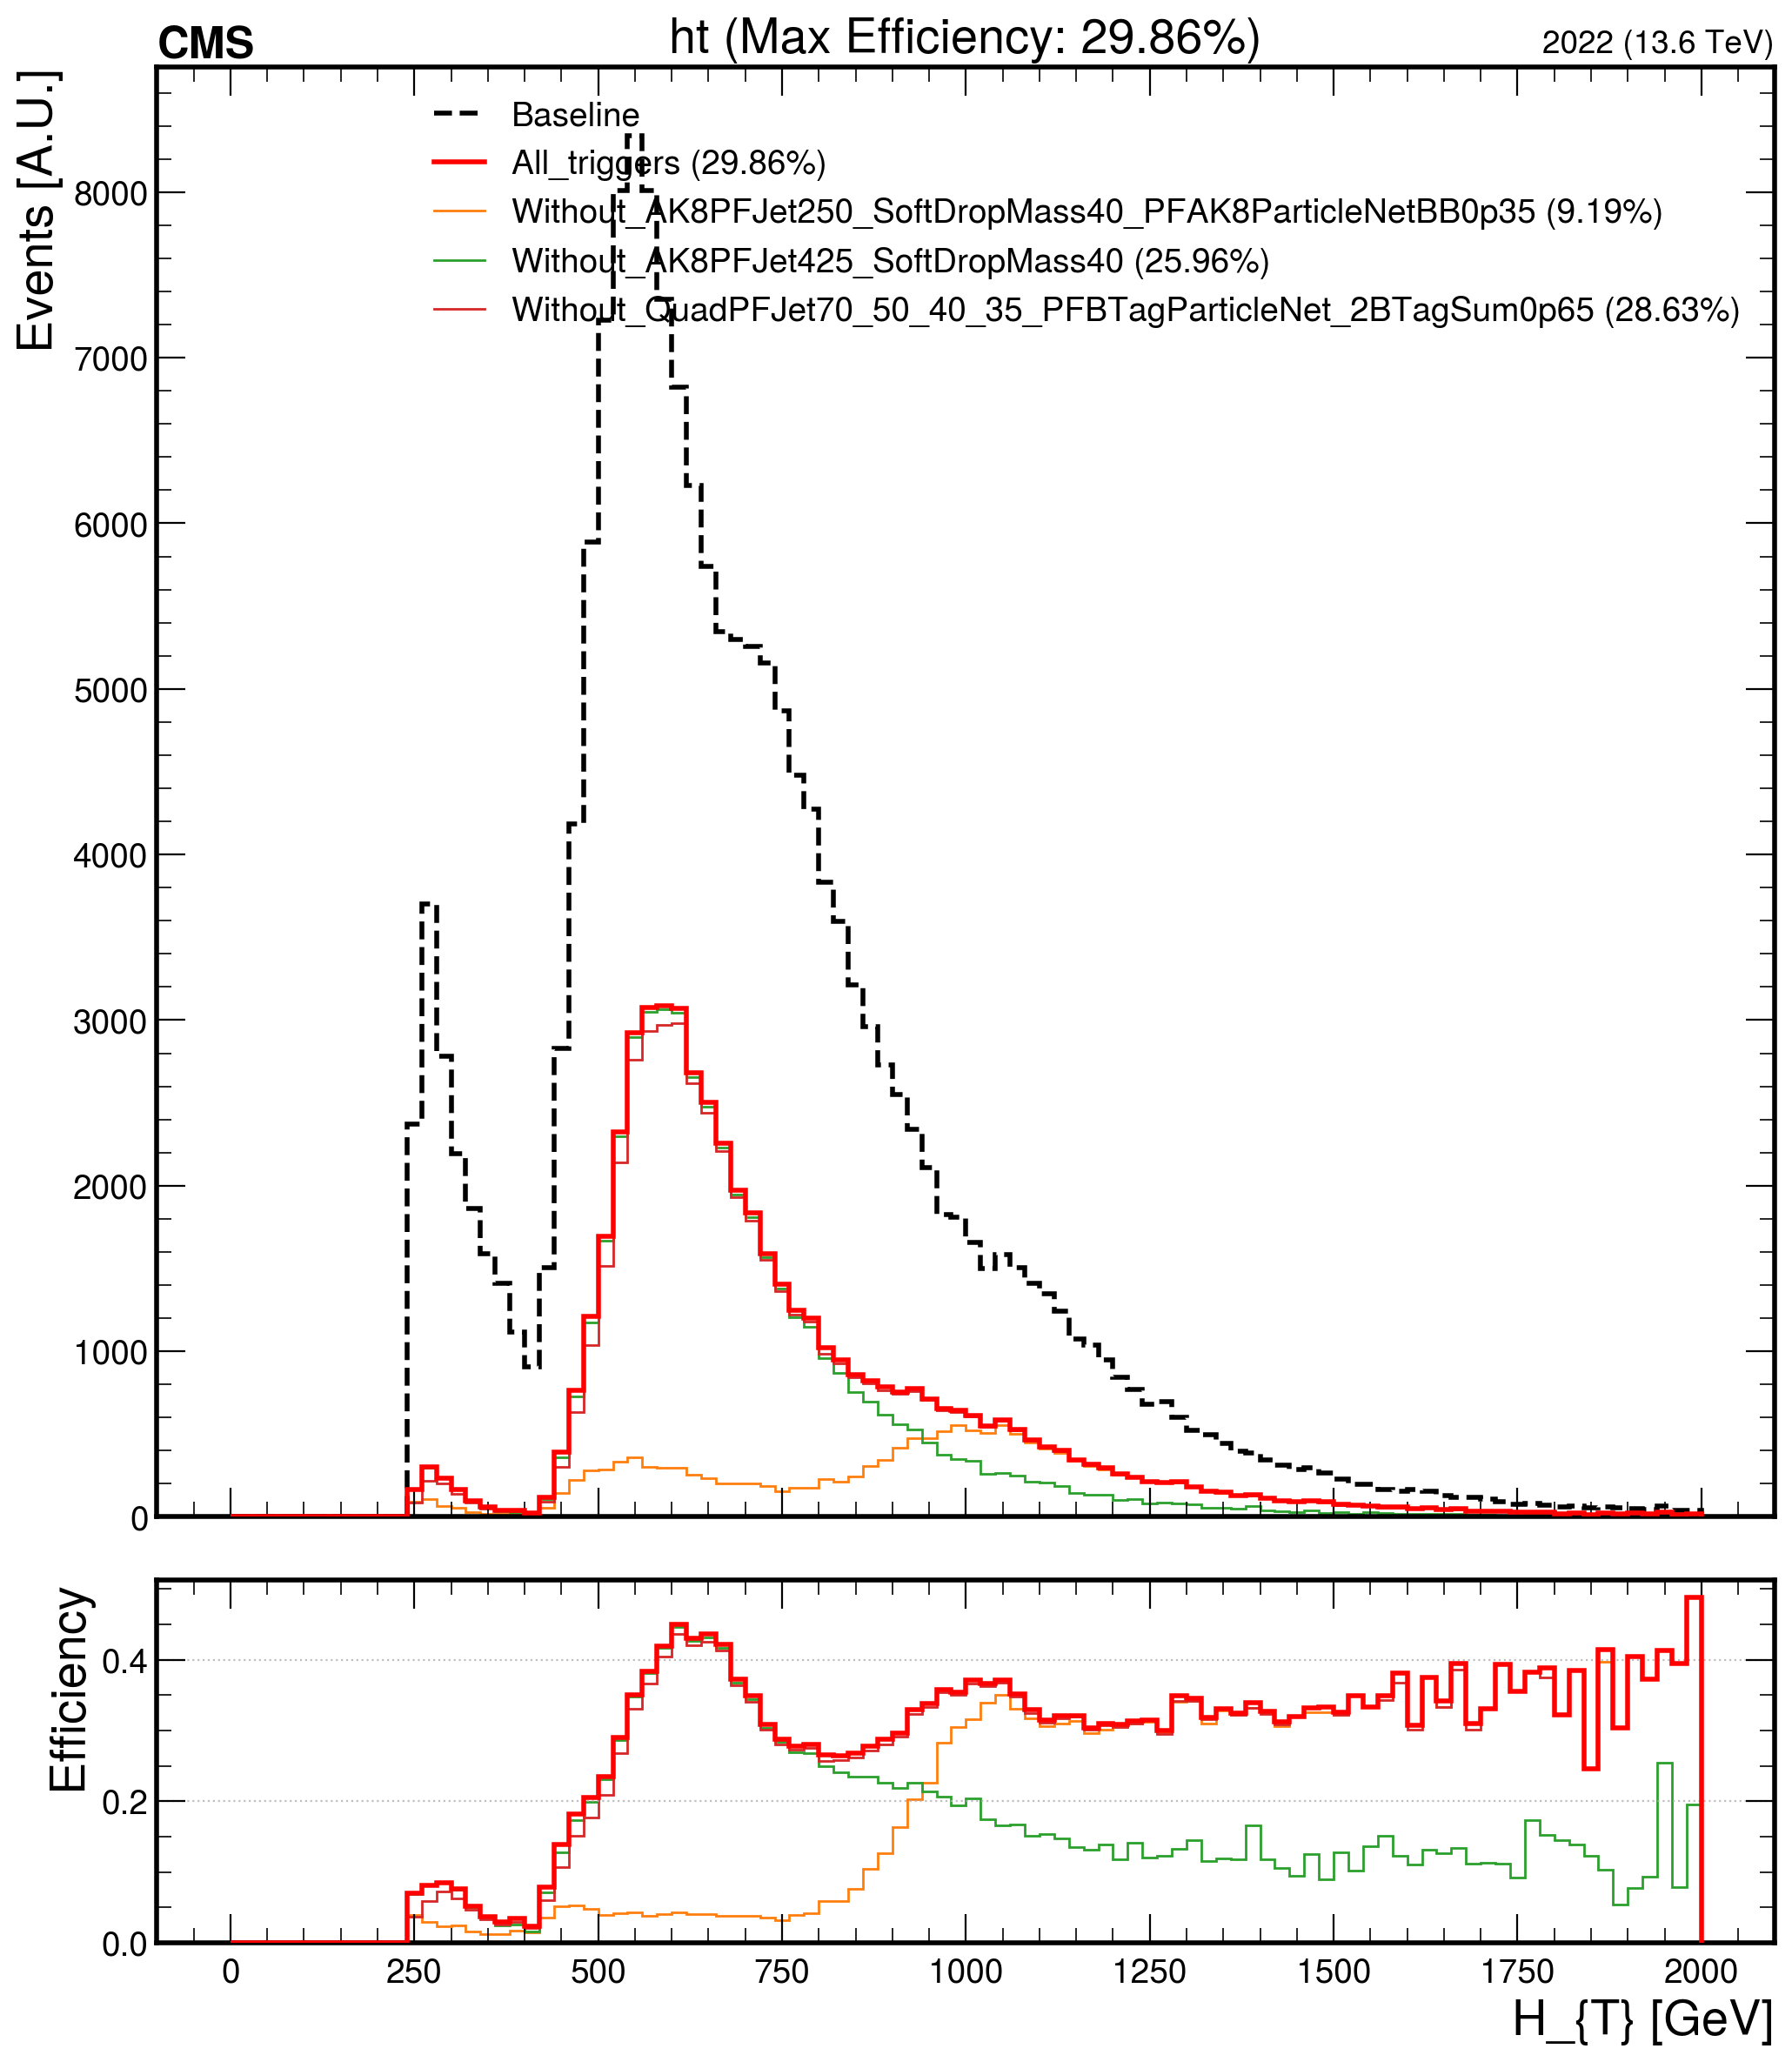 CMS
ht (Max Efficiency: 29.86%)
2022 (13.6 TeV)
Events [A.U.]
Baseline
All_triggers (29.86%)
Without_AK8PFJet250_SoftDropMass40_PFAK8ParticleNetBB0p35 (9.19%)
Without_AK8PFJet425_SoftDropMass40 (25.96%)
Without_QuadPFJet70_50_40_35_PFBTagParticleNet_2BTagSum0p65 (28.63%)
8000
7000
6000
5000
4000
3000
2000
1000
0
Efficiency
0.4
0.2
0.0
0 250 500 750 1000 1250 1500 1750 2000
H_{T} [GeV]